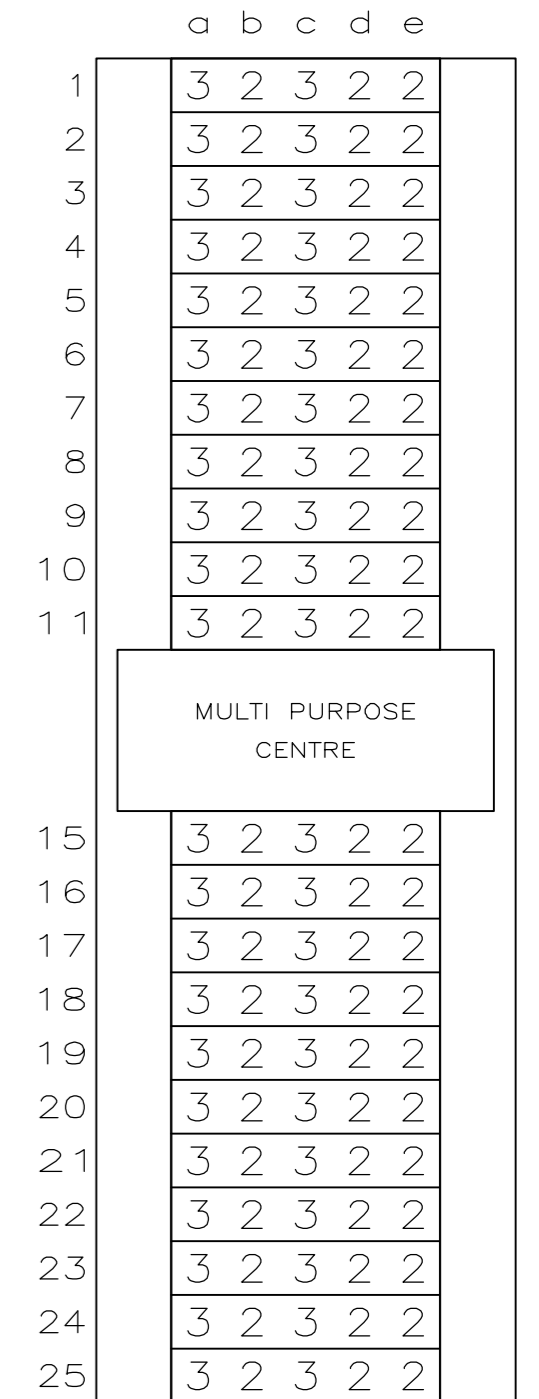 a b c d e
1 3 2 3 2 2
2 3 2 3 2 2
3 3 2 3 2 2
4 3 2 3 2 2
5 3 2 3 2 2
6 3 2 3 2 2
7 3 2 3 2 2
8 3 2 3 2 2
9 3 2 3 2 2
10 3 2 3 2 2
11 3 2 3 2 2
MULTI PURPOSE
CENTRE
15 3 2 3 2 2
16 3 2 3 2 2
17 3 2 3 2 2
18 3 2 3 2 2
19 3 2 3 2 2
20 3 2 3 2 2
21 3 2 3 2 2
22 3 2 3 2 2
23 3 2 3 2 2
24 3 2 3 2 2
25 3 2 3 2 2